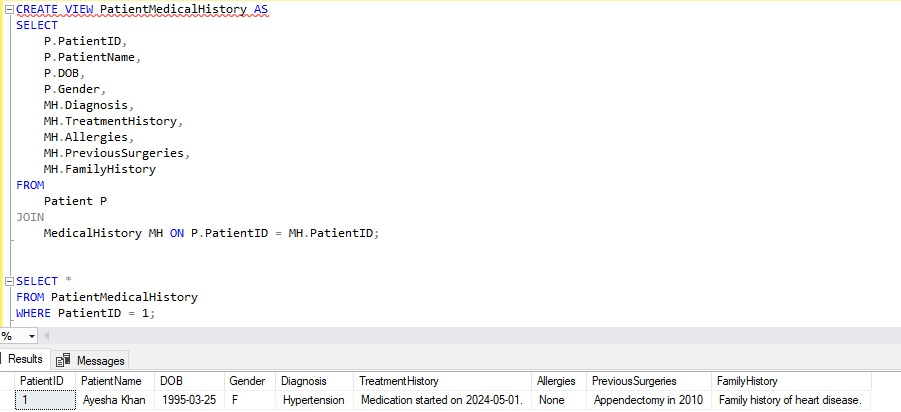 CREATE VIEW PatientMedicalHistory AS
SELECT
P.PatientID,
P.PatientName,
P.DOB,
P.Gender,
MH.Diagnosis,
MH.TreatmentHistory,
MH.Allergies,
MH.PreviousSurgeries,
MH.FamilyHistory
FROM
Patient P
JOIN
MedicalHistory MH ON P.PatientID = MH.PatientID;
SELECT *
FROM PatientMedicalHistory
WHERE PatientID = 1;
%
Results Messages
PatientID PatientName DOB Gender Diagnosis TreatmentHistory Allergies PreviousSurgeries FamilyHistory
1 Ayesha Khan 1995-03-25 F Hypertension Medication started on 2024-05-01. None Appendectomy in 2010 Family history of heart disease.